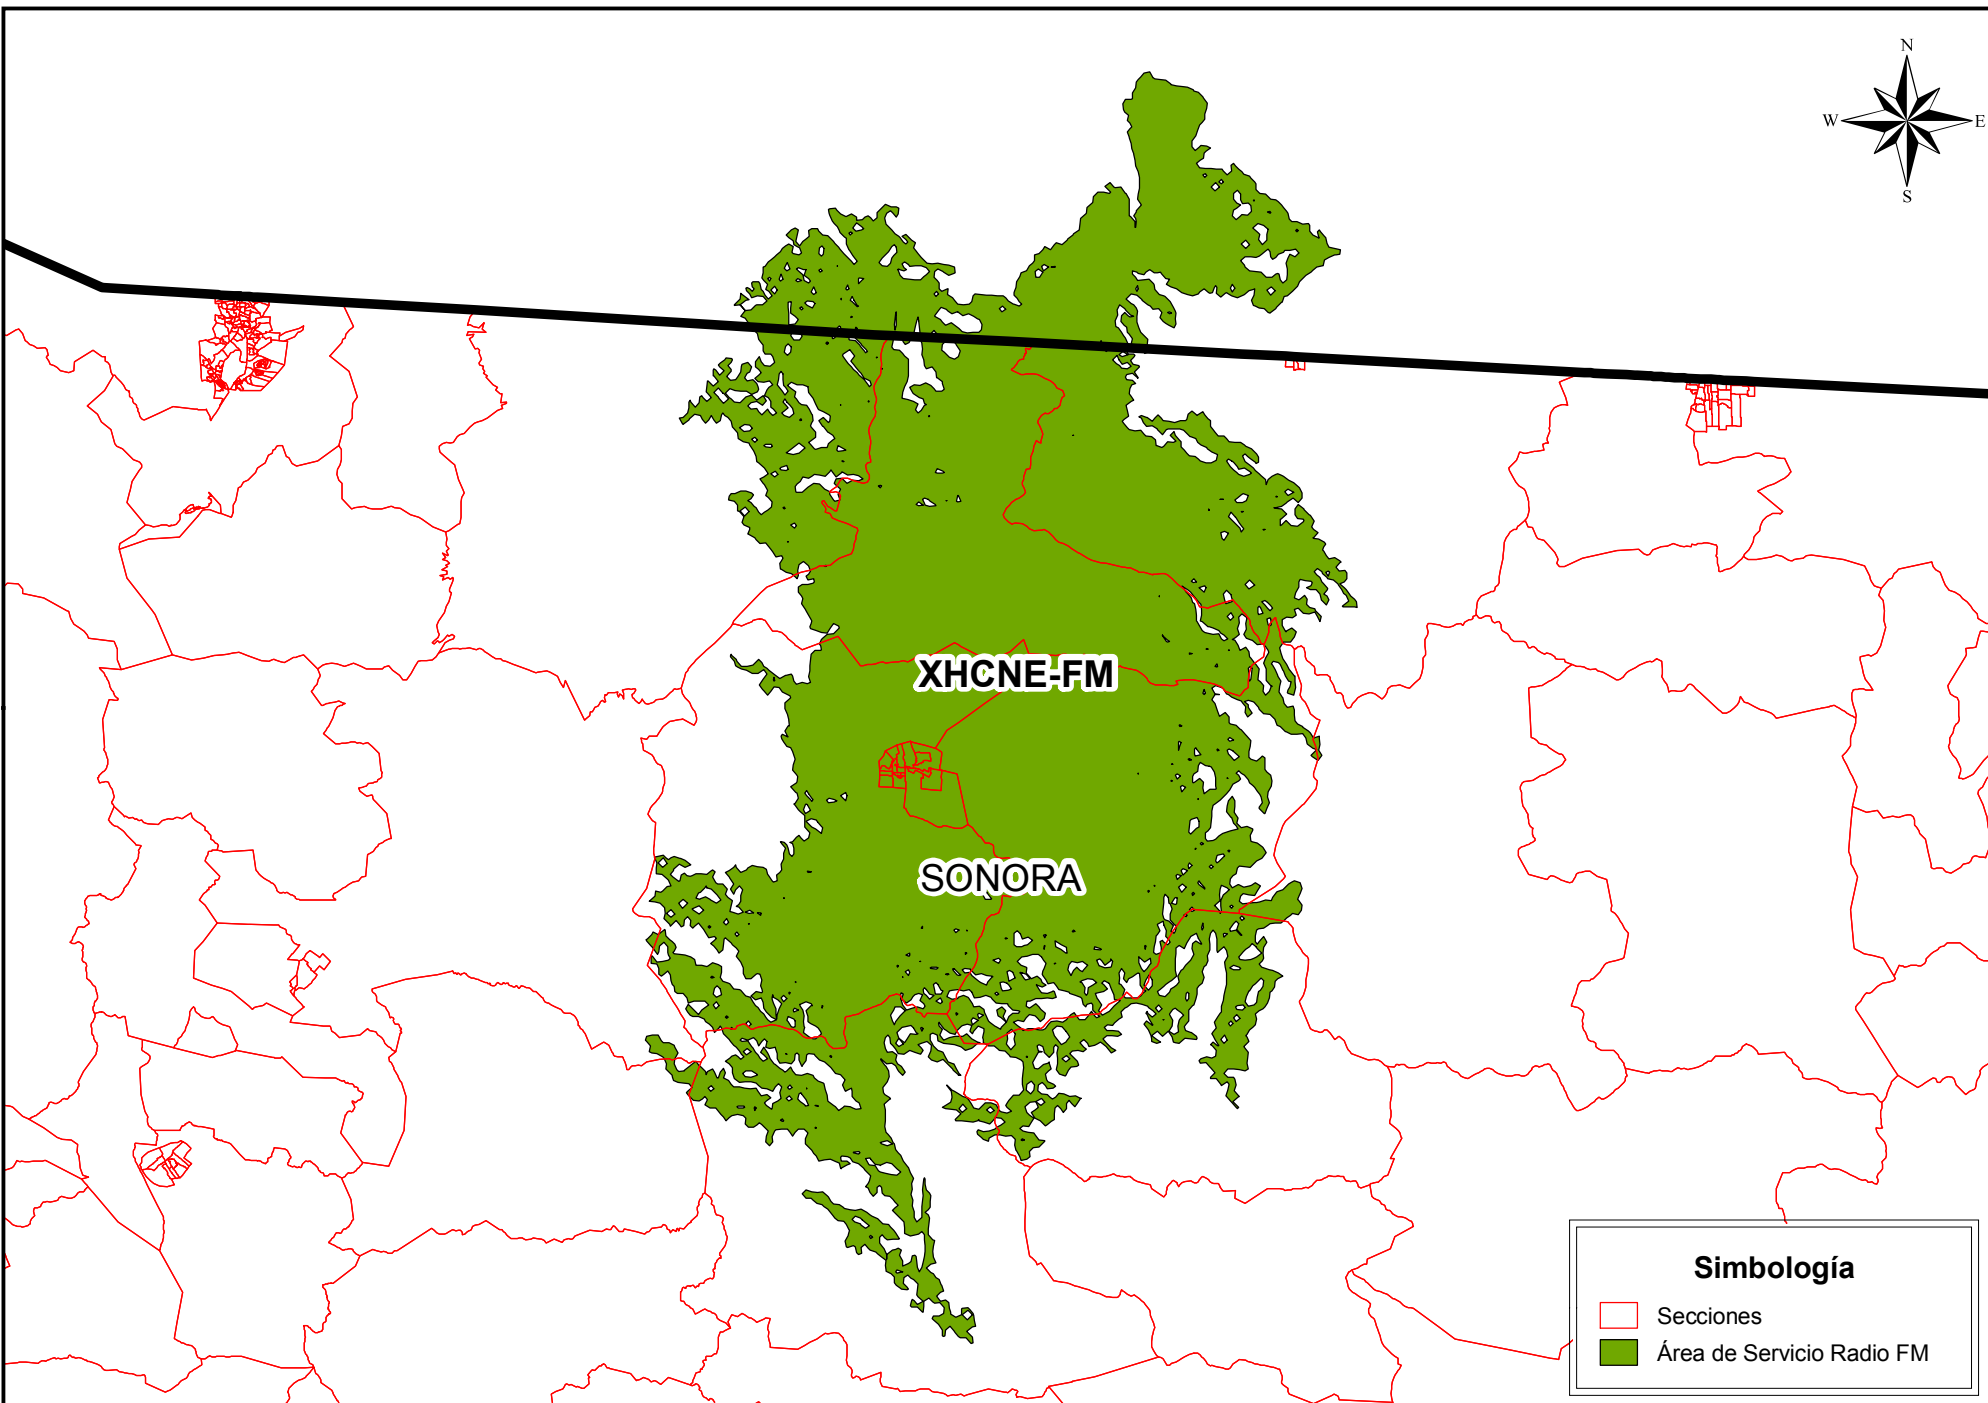 N
W
E
S
XHCNE-FM
SONORA
Simbología
Secciones
Área de Servicio Radio FM